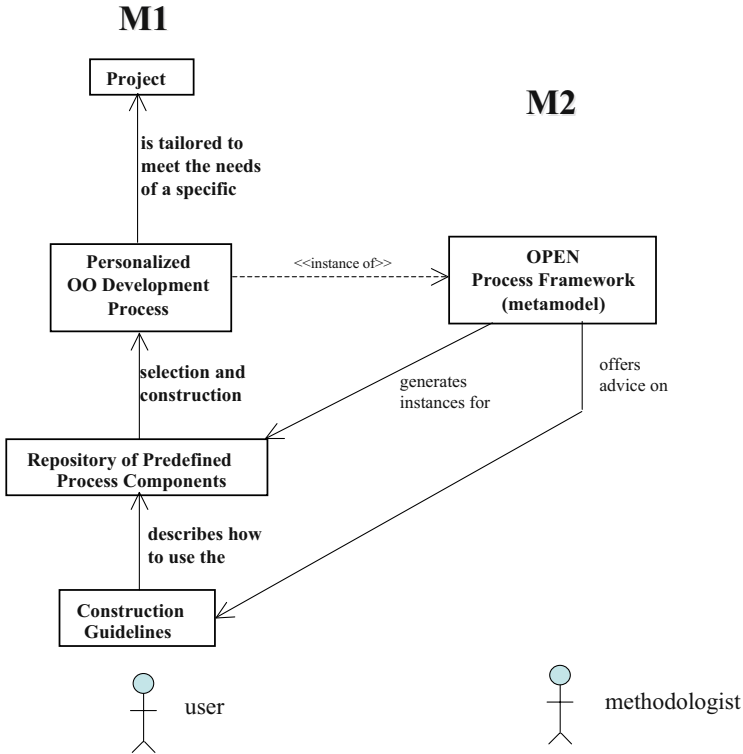 M1
Project
M2
is tailored to
meet the needs
of a specific
Personalized
OO Development
Process
<<instance of>>
OPEN
Process Framework
(metamodel)
selection and
construction
generates
instances for
offers
advice on
Repository of Predefined
Process Components
describes how
to use the
Construction
Guidelines
user
methodologist